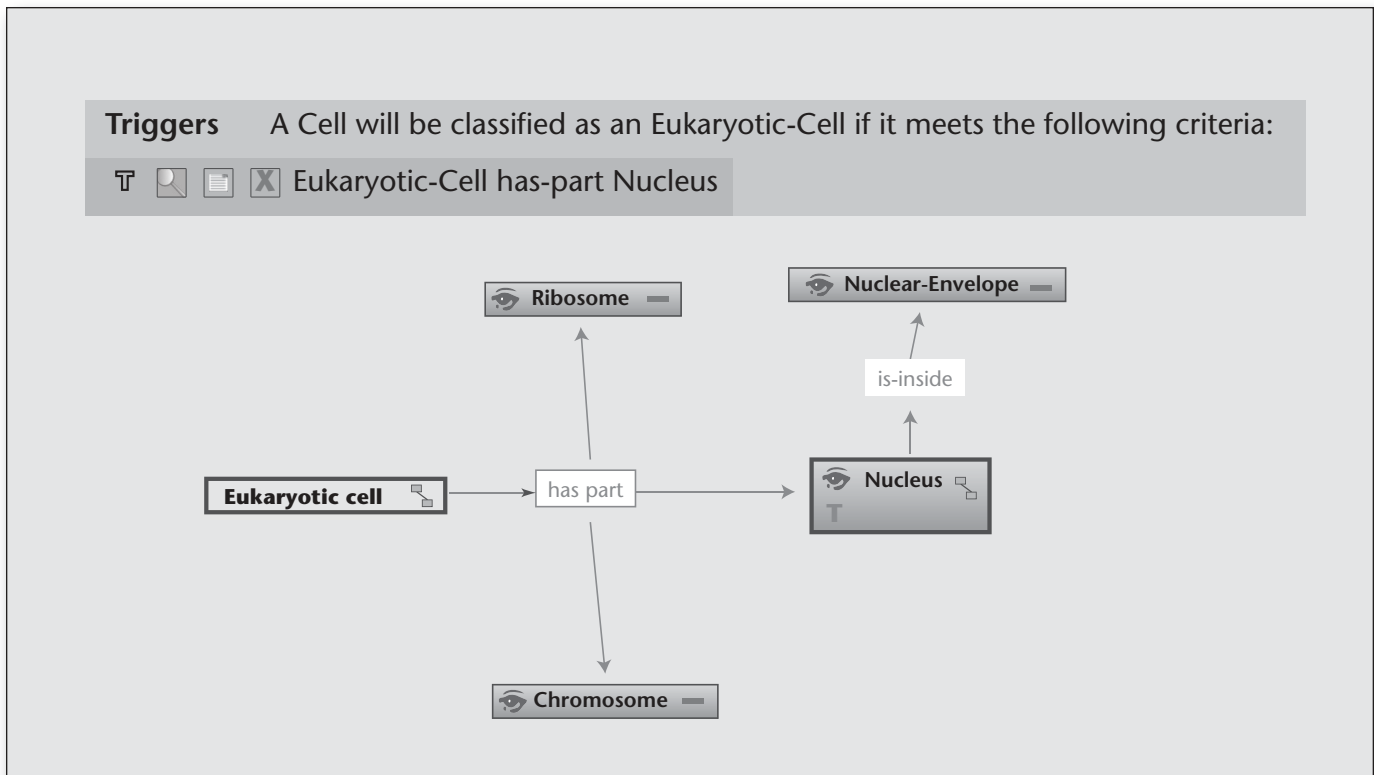 Triggers A Cell will be classified as an Eukaryotic-Cell if it meets the following criteria:
T X Eukaryotic-Cell has-part Nucleus
Nuclear-Envelope
Ribosome
is-inside
Nucleus
Eukaryotic cell
has part
T
Chromosome